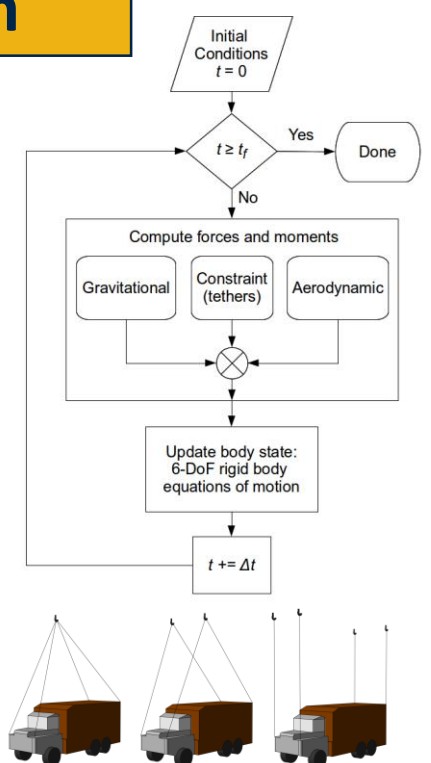 n
Initial
Conditions
t = 0
t ≥ t_f
Yes
Done
No
Compute forces and moments
Gravitational
Constraint
(tethers)
Aerodynamic
Update body state:
6-DoF rigid body
equations of motion
t += Δt